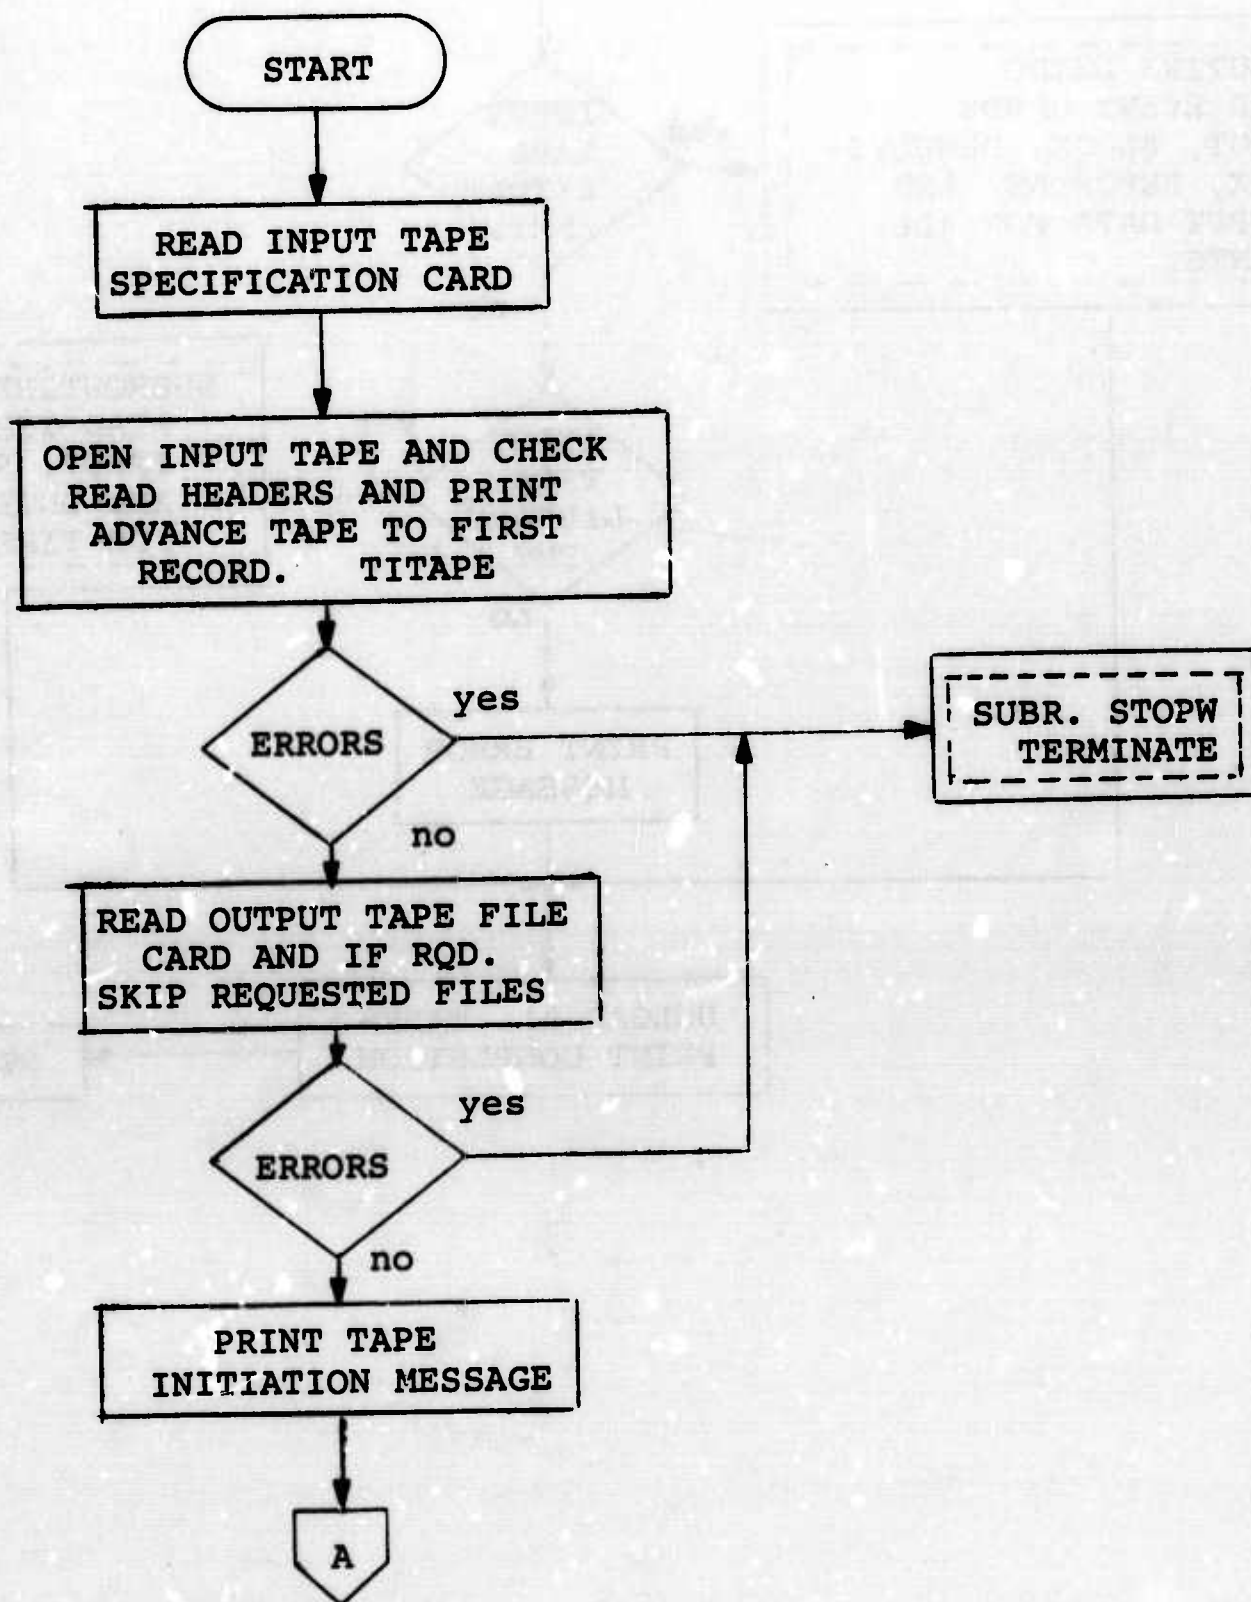 START
READ INPUT TAPE
SPECIFICATION CARD
OPEN INPUT TAPE AND CHECK
READ HEADERS AND PRINT
ADVANCE TAPE TO FIRST
RECORD. TITAPE
ERRORS
yes
SUBR. STOPW
TERMINATE
no
READ OUTPUT TAPE FILE
CARD AND IF RQD.
SKIP REQUESTED FILES
ERRORS
yes
no
PRINT TAPE
INITIATION MESSAGE
A